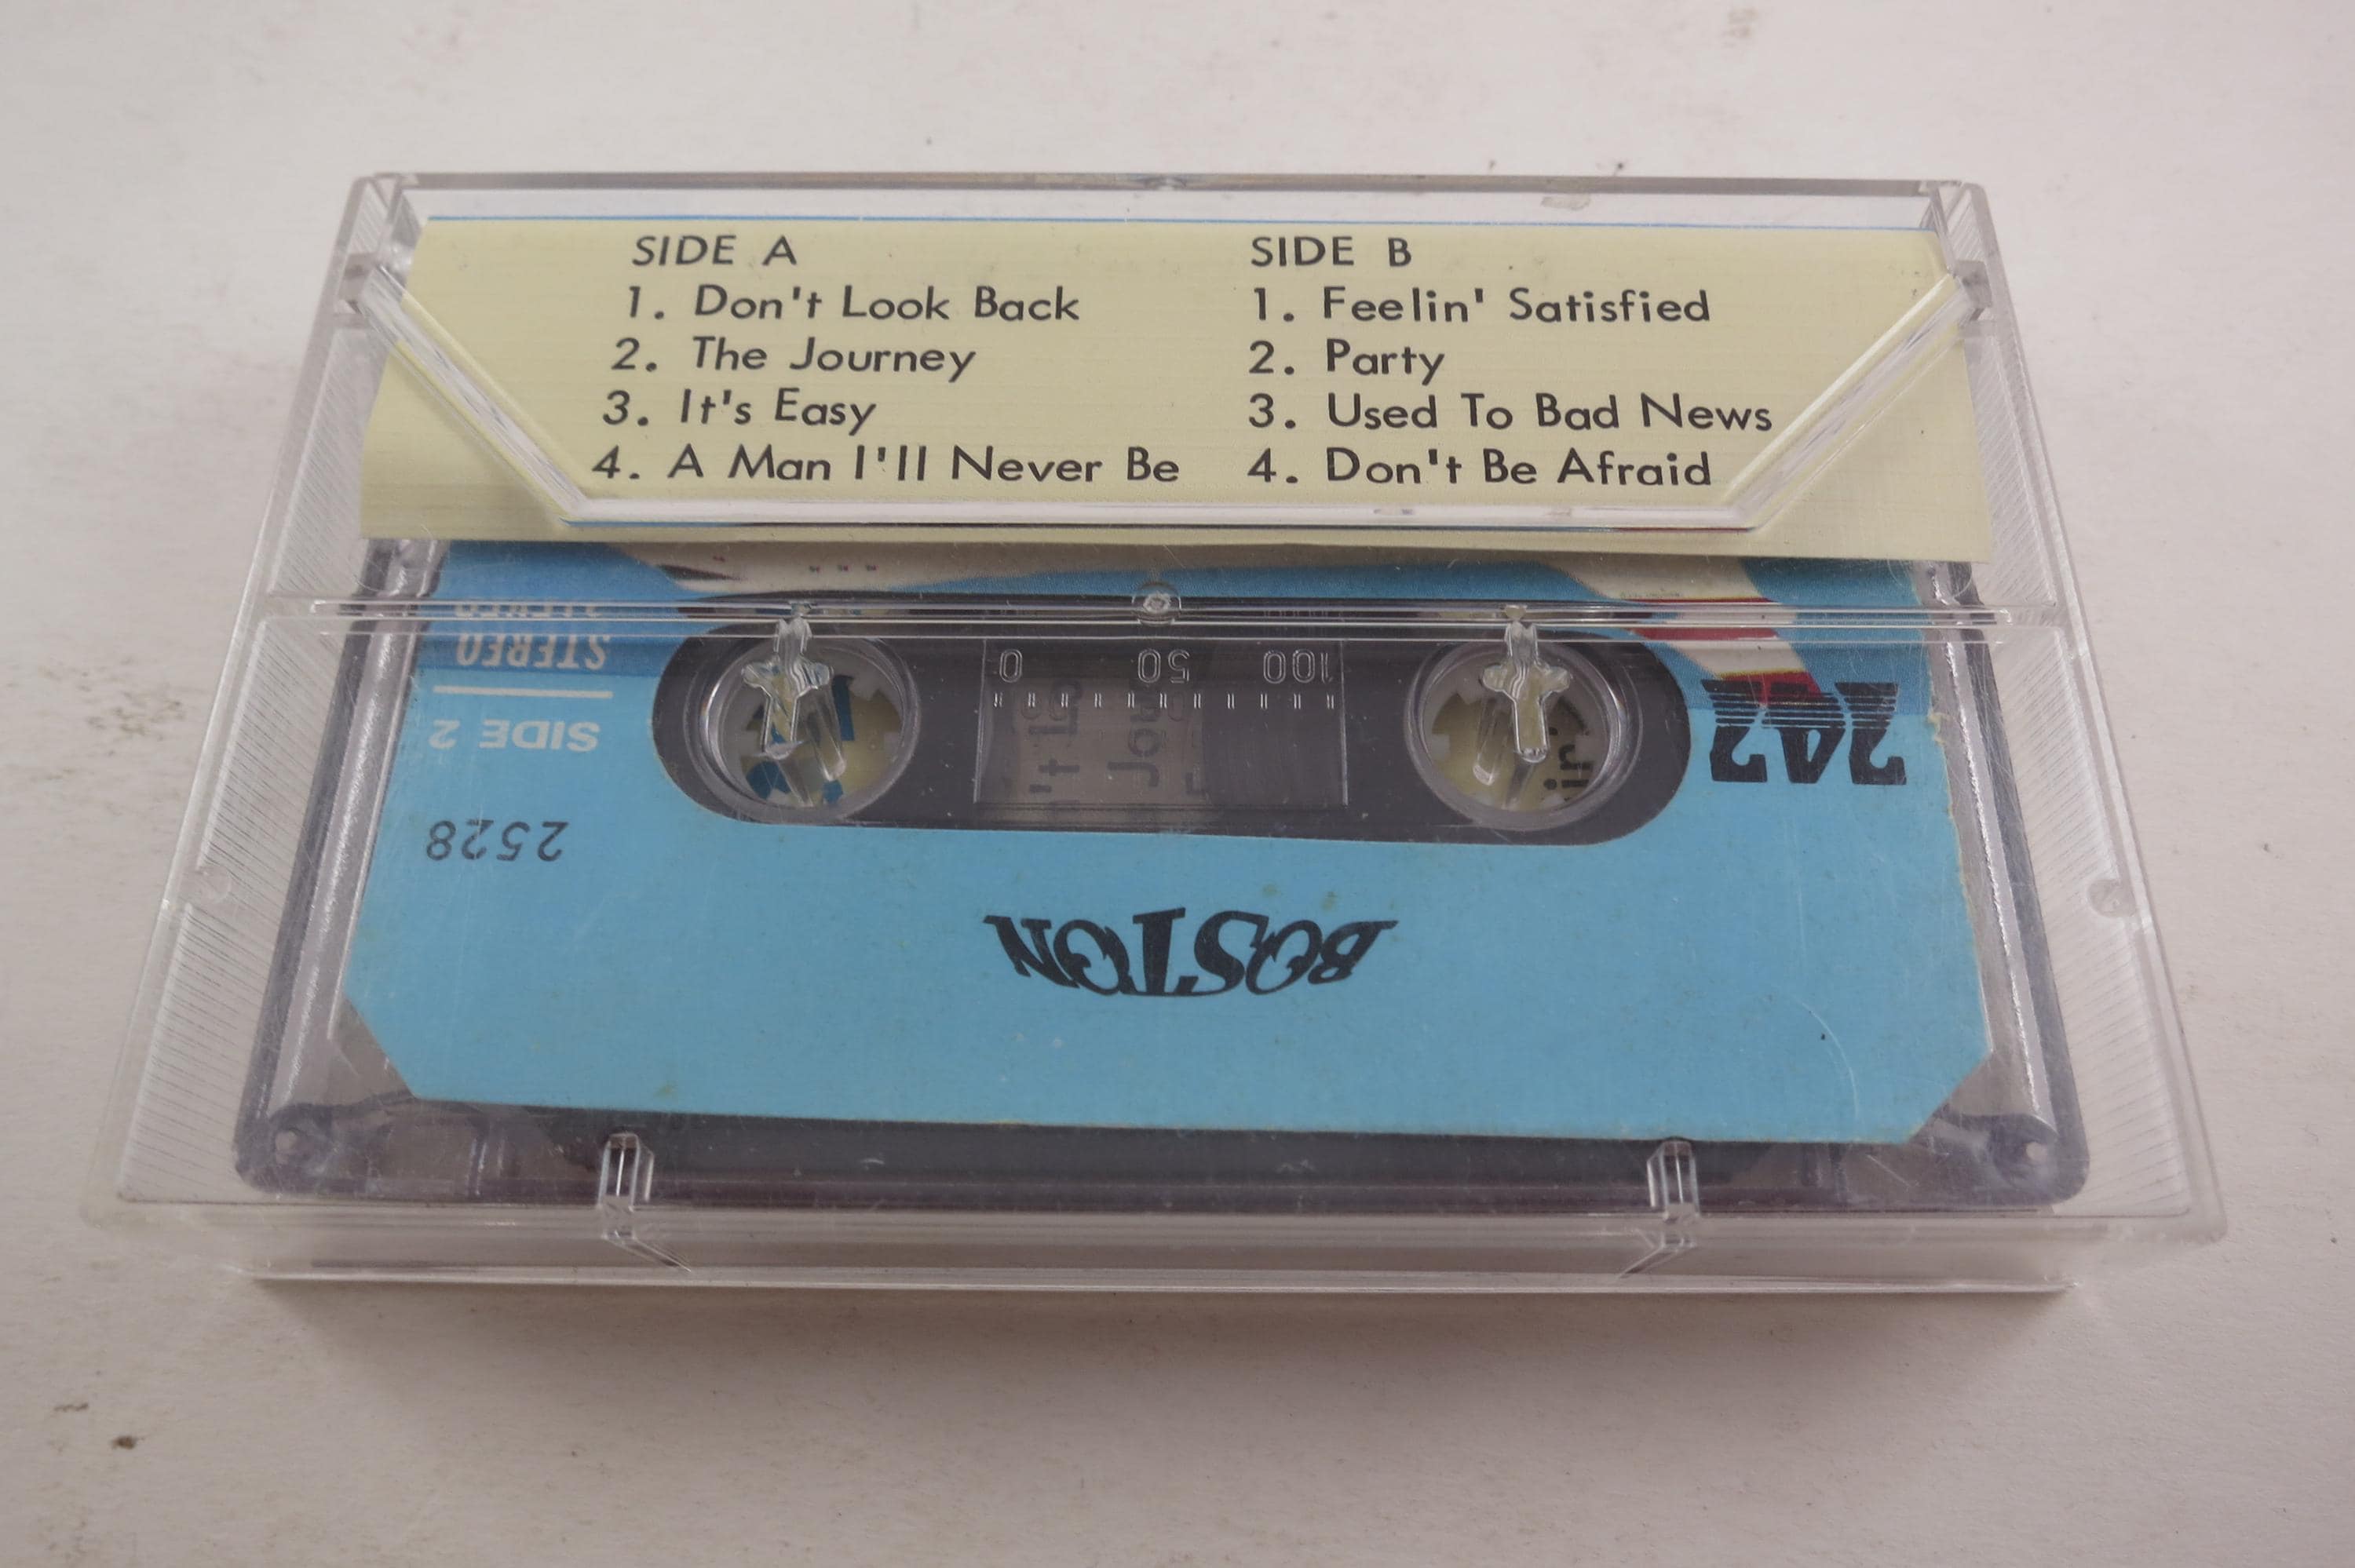 SIDE A
1. Don't Look Back
2. The Journey
3. It's Easy
4. A Man I'll Never Be
SIDE B
1. Feelin' Satisfied
2. Party
3. Used To Bad News
4. Don't Be Afraid
STEREO
SIDE 2
2528
0 50 100
747
BOSTON